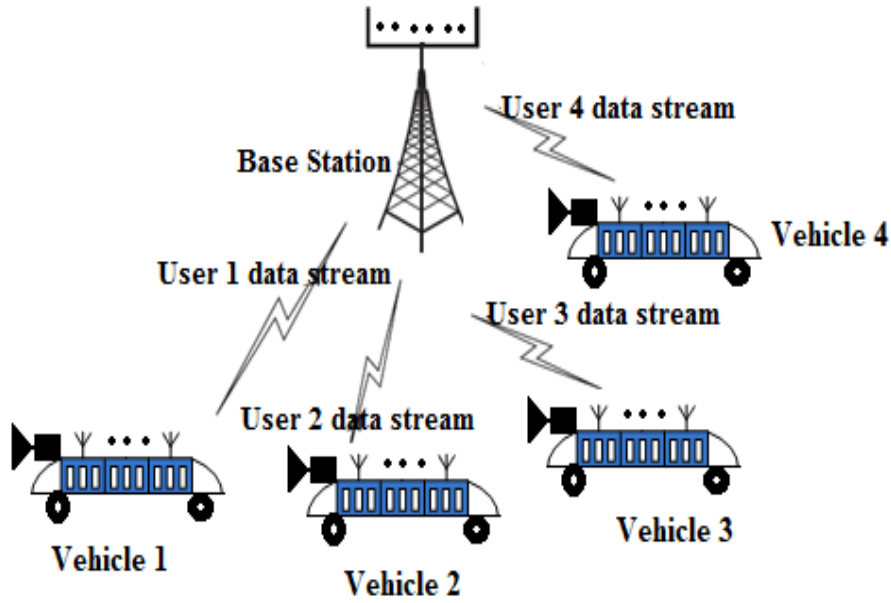 User 4 data stream
Base Station
Vehicle 4
User 1 data stream
User 3 data stream
User 2 data stream
Vehicle 3
Vehicle 1
Vehicle 2